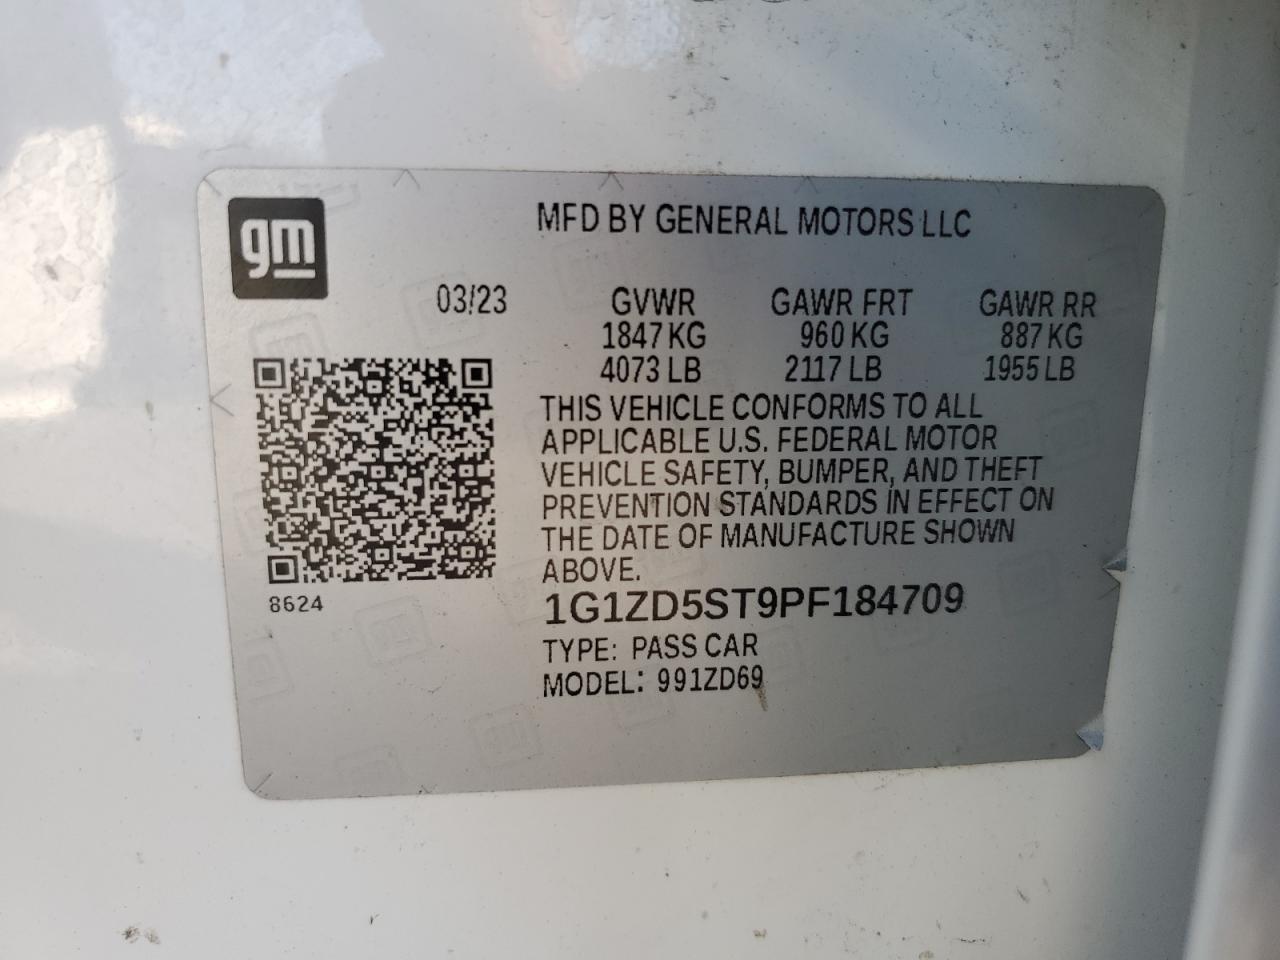 gm
MFD BY GENERAL MOTORS LLC
03/23 GVWR GAWR FRT GAWR RR
1847 KG 960 KG 887 KG
4073 LB 2117 LB 1955 LB
THIS VEHICLE CONFORMS TO ALL
APPLICABLE U.S. FEDERAL MOTOR
VEHICLE SAFETY, BUMPER, AND THEFT
PREVENTION STANDARDS IN EFFECT ON
THE DATE OF MANUFACTURE SHOWN
ABOVE.
8624
1G1ZD5ST9PF184709
TYPE: PASS CAR
MODEL: 991ZD69